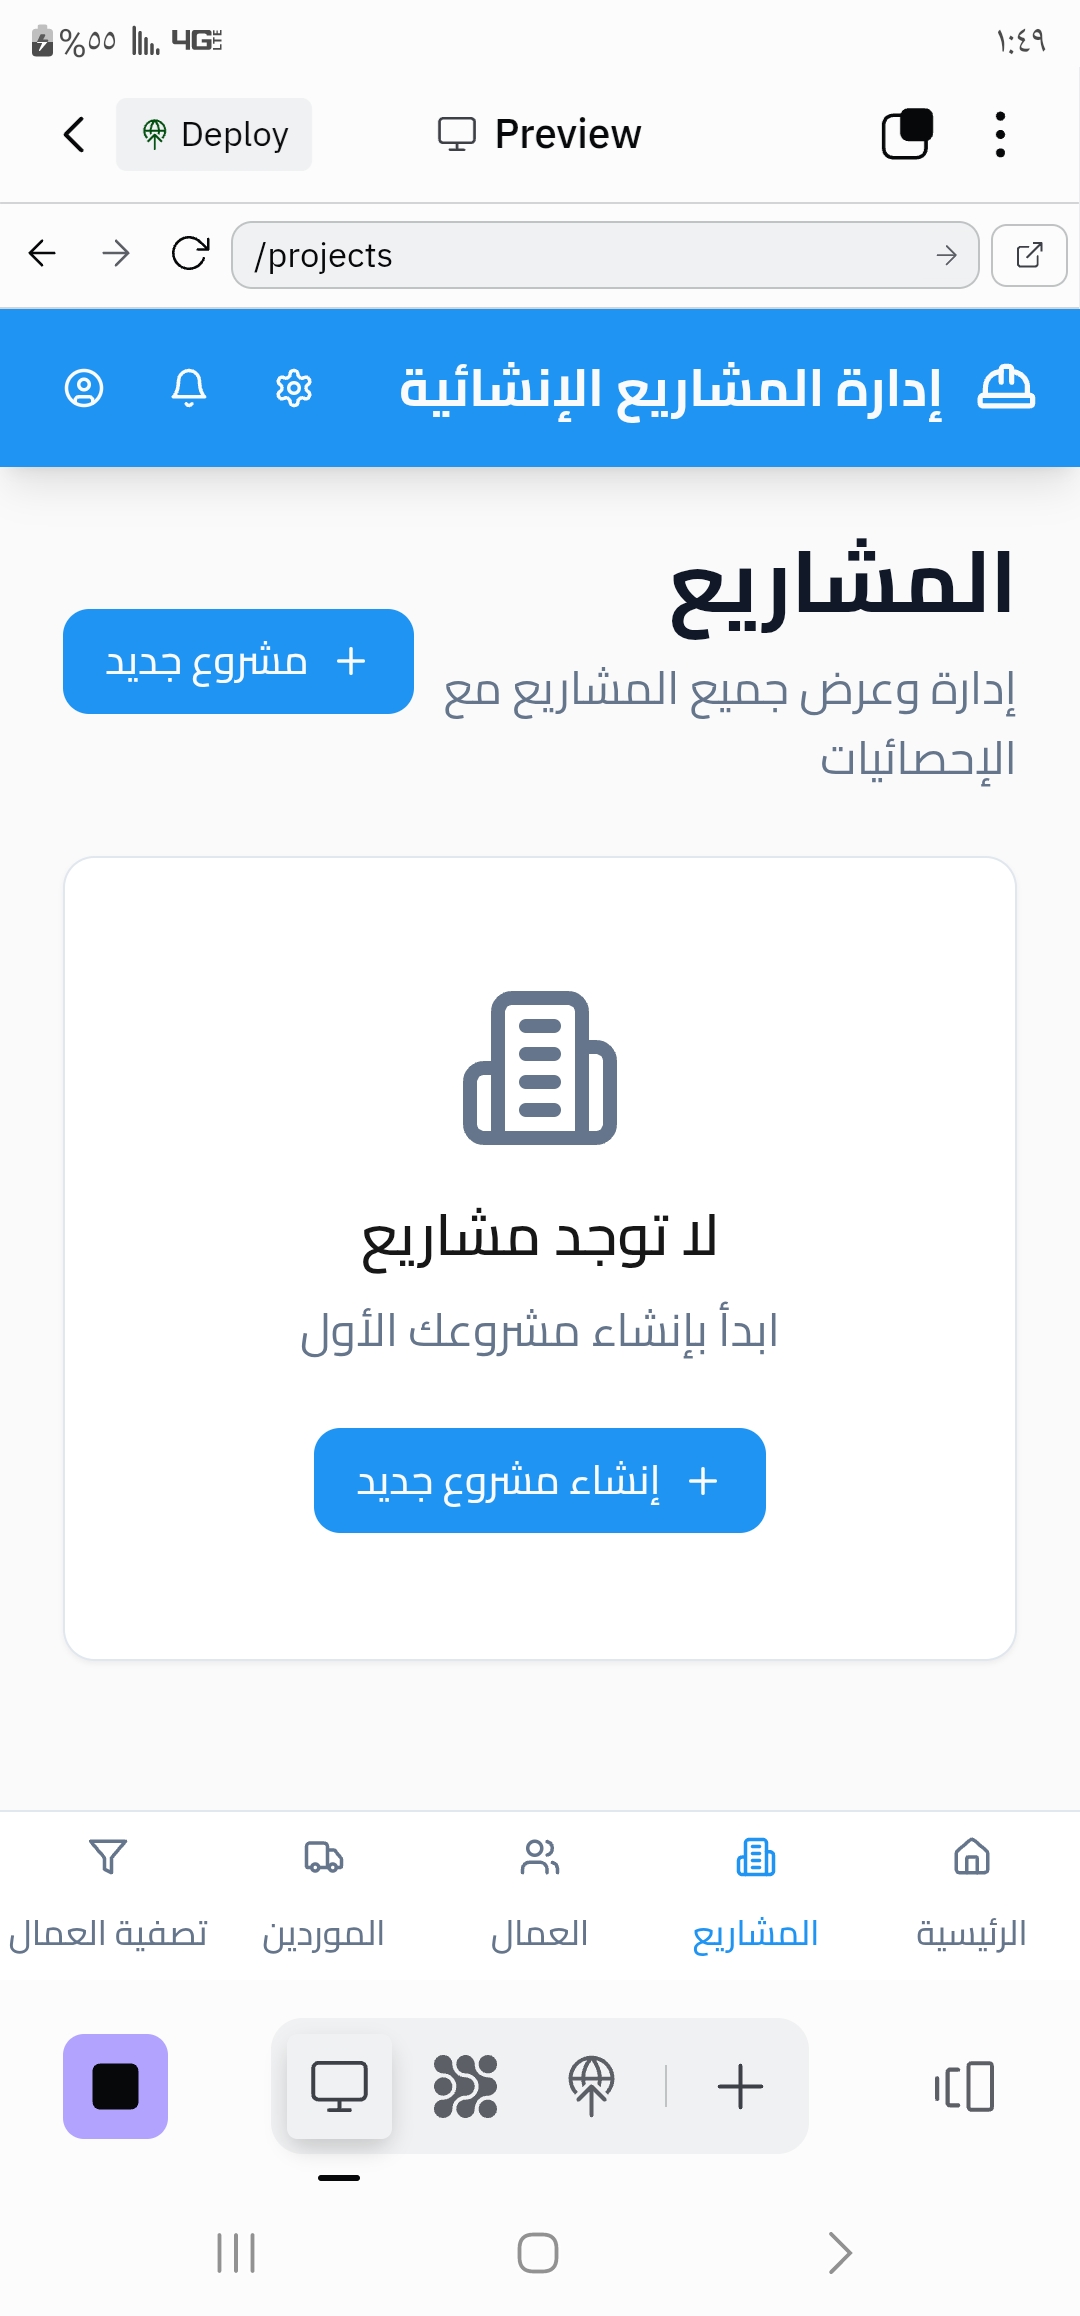 %٥٥ 4G LTE ١:٤٩
Deploy Preview
/projects
إدارة المشاريع الإنشائية
المشاريع
إدارة وعرض جميع المشاريع مع
الإحصائيات
مشروع جديد
لا توجد مشاريع
ابدأ بإنشاء مشروعك الأول
إنشاء مشروع جديد
الرئيسية المشاريع العمال الموردين تصفية العمال